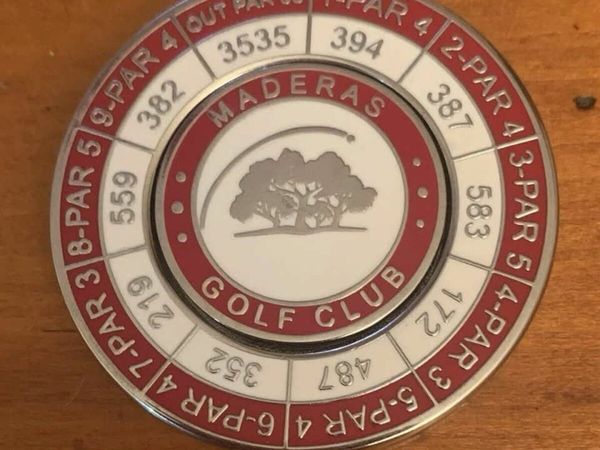 MADERAS
GOLF CLUB
1-PAR 4
394
2-PAR 4
387
3-PAR 5
583
4-PAR 3
172
5-PAR 4
487
6-PAR 4
352
7-PAR 3
219
8-PAR 5
559
9-PAR 4
382
OUT PAR
3535